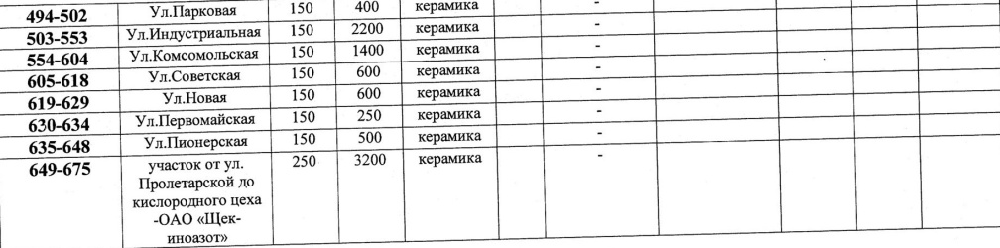 494-502 Ул.Парковая 150 400 керамика -
503-553 Ул.Индустриальная 150 2200 керамика -
554-604 Ул.Комсомольская 150 1400 керамика -
605-618 Ул.Советская 150 600 керамика -
619-629 Ул.Новая 150 600 керамика -
630-634 Ул.Первомайская 150 250 керамика -
635-648 Ул.Пионерская 150 500 керамика -
649-675 участок от ул. 250 3200 керамика -
Пролетарской до
кислородного цеха
-ОАО «Щек-
иноазот»